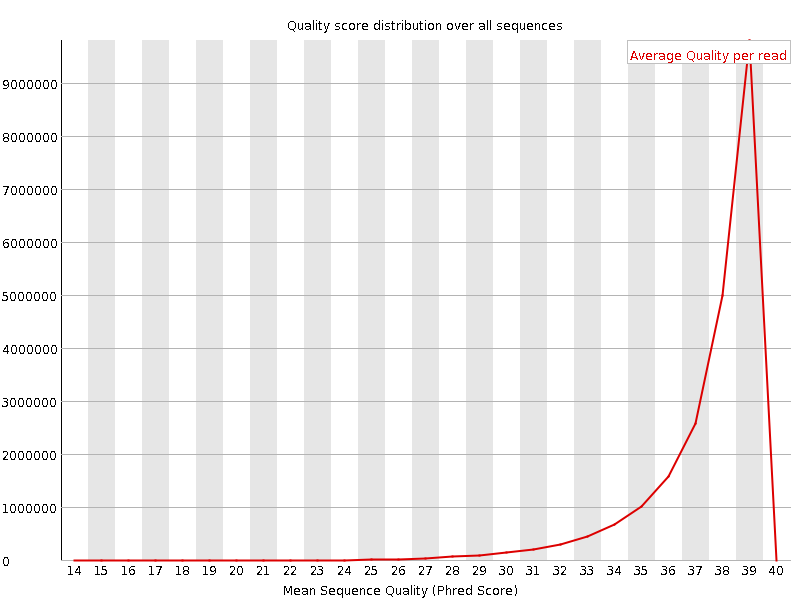 Quality score distribution over all sequences
Average Quality per read
9000000
8000000
7000000
6000000
5000000
4000000
3000000
2000000
1000000
0
14 15 16 17 18 19 20 21 22 23 24 25 26 27 28 29 30 31 32 33 34 35 36 37 38 39 40
Mean Sequence Quality (Phred Score)